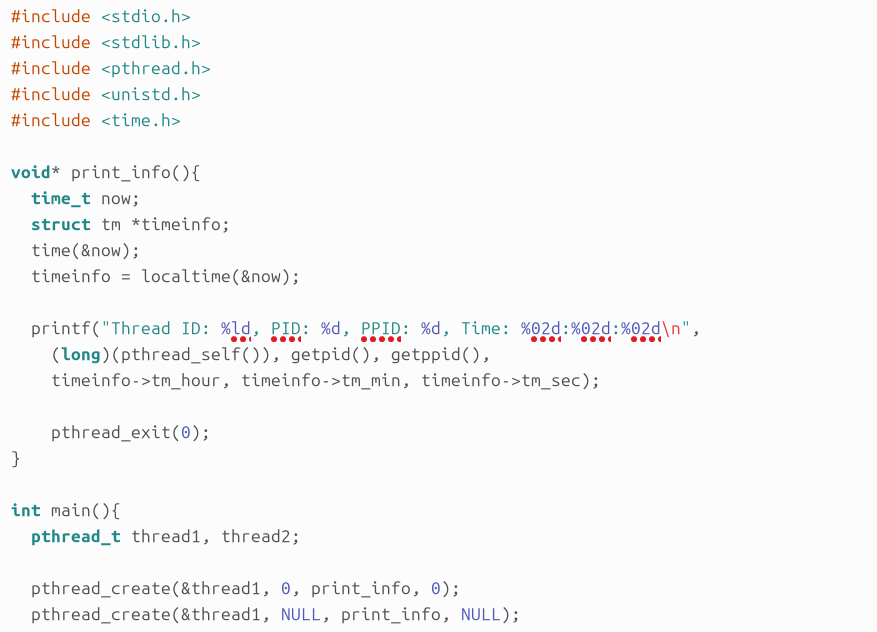 #include <stdio.h>
#include <stdlib.h>
#include <pthread.h>
#include <unistd.h>
#include <time.h>

void* print_info(){
  time_t now;
  struct tm *timeinfo;
  time(&now);
  timeinfo = localtime(&now);

  printf("Thread ID: %ld, PID: %d, PPID: %d, Time: %02d:%02d:%02d\n",
    (long)(pthread_self()), getpid(), getppid(),
    timeinfo->tm_hour, timeinfo->tm_min, timeinfo->tm_sec);

    pthread_exit(0);
}

int main(){
  pthread_t thread1, thread2;

  pthread_create(&thread1, 0, print_info, 0);
  pthread_create(&thread1, NULL, print_info, NULL);